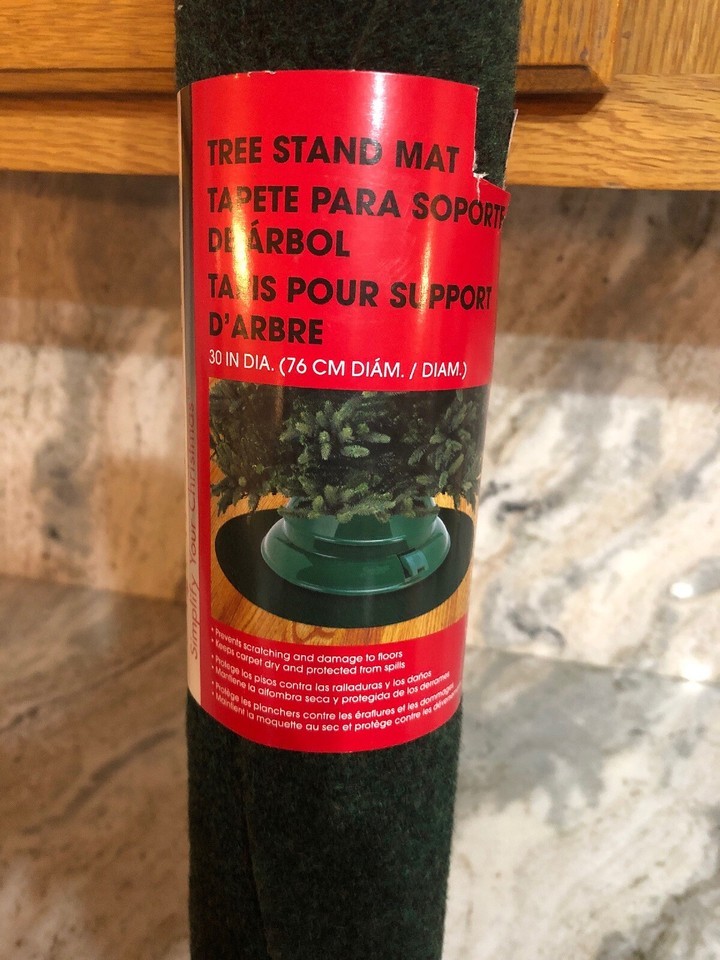 TREE STAND MAT
TAPETE PARA SOPORTE
DE ÁRBOL
TAPIS POUR SUPPORT
D'ARBRE
30 IN DIA. (76 CM DIÁM. / DIAM.)
Simplify Your Christmas
• Prevents scratching and damage to floors
• Keeps carpet dry and protected from spills
• Protege los pisos contra las ralladuras y los daños
• Mantiene la alfombra seca y protegida de los derrames
• Protège les planchers contre les éraflures et les dommages
• Maintient la moquette au sec et protège contre les